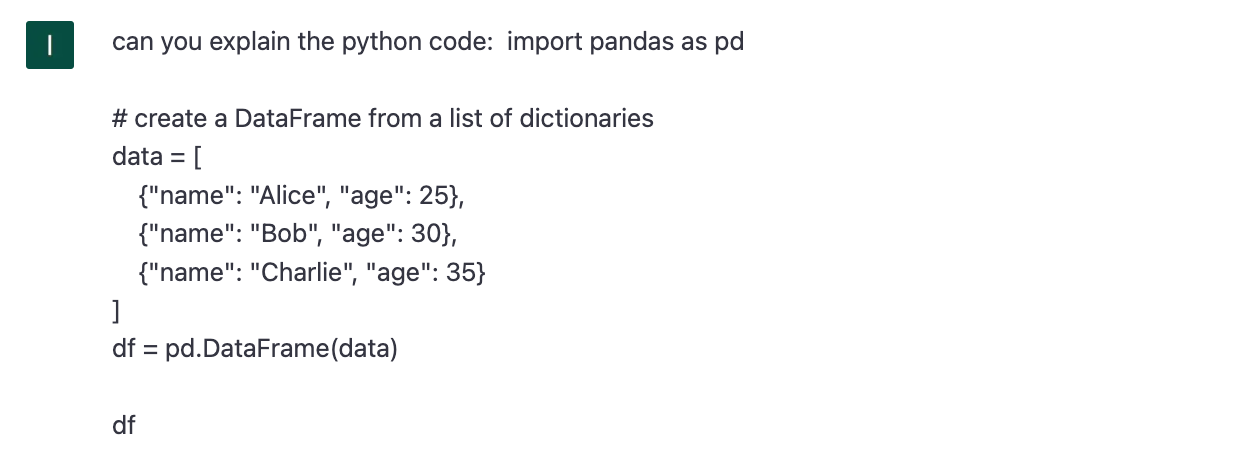 I
can you explain the python code:  import pandas as pd
# create a DataFrame from a list of dictionaries
data = [
    {"name": "Alice", "age": 25},
    {"name": "Bob", "age": 30},
    {"name": "Charlie", "age": 35}
]
df = pd.DataFrame(data)
df